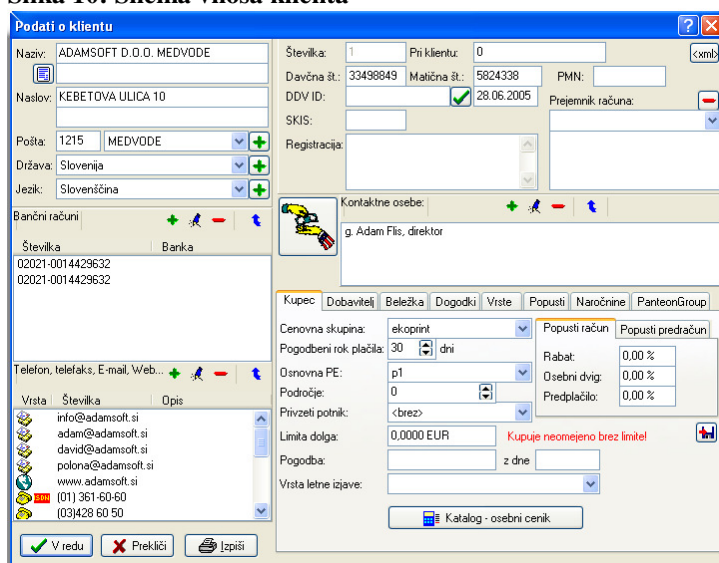 Slika 10: Slicina vnosa klienta
Podati o klientu
Naziv: ADAMSOFT D.O.O. MEDVODE
Naslov: KEBETOVA ULICA 10
Pošta: 1215 MEDVODE
Država: Slovenija
Jezik: Slovenščina
Bančni računi
Številka Banka
02021-0014429632
02021-0014429632
Telefon, telefaks, E-mail, Web...
Vrsta Številka Opis
info@adamsoft.si
adam@adamsoft.si
david@adamsoft.si
polona@adamsoft.si
www.adamsoft.si
ISDN (01) 361-60-60
(03)428 60 50
V redu Prekliči Izpiši
Številka: 1 Pri klientu: 0 <xml>
Davčna št.: 33498849 Matična št.: 5824338 PMN:
DDV ID: 28.06.2005 Prejemnik računa:
SKIS:
Registracija:
Kontaktne osebe:
g. Adam Flis, direktor
Kupec Dobavitelj Beležka Dogodki Vrste Popusti Naročnine PanteonGroup
Cenovna skupina: ekoprint
Pogodbeni rok plačila: 30 dni
Osnovna PE: p1
Področje: 0
Privzeti potnik: <brez>
Limita dolga: 0,0000 EUR Kupuje neomejeno brez limite!
Pogodba: z dne
Vrsta letne izjave:
Popusti račun Popusti predračun
Rabat: 0,00 %
Osebni dvig: 0,00 %
Predplačilo: 0,00 %
Katalog - osebni cenik